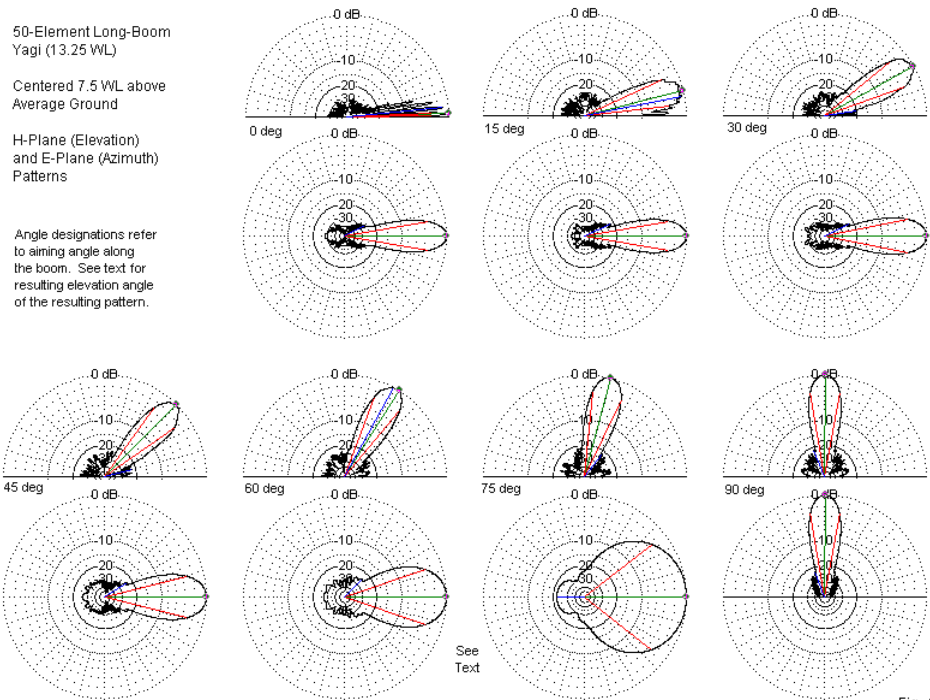 50-Element Long-Boom
Yagi (13.25 WL)
Centered 7.5 WL above
Average Ground
H-Plane (Elevation)
and E-Plane (Azimuth)
Patterns
Angle designations refer
to aiming angle along
the boom. See text for
resulting elevation angle
of the resulting pattern.
0 dB
-10
20
0 deg
0 dB
-10
20
30
0 dB
-10
20
15 deg
0 dB
-10
20
30
0 dB
-10
20
30 deg
0 dB
-10
20
30
0 dB
-10
20
45 deg
0 dB
-10
20
30
0 dB
-10
20
60 deg
0 dB
-10
20
30
See
Text
0 dB
-10
20
75 deg
0 dB
-10
20
30
0 dB
-10
20
90 deg
0 dB
-10
20